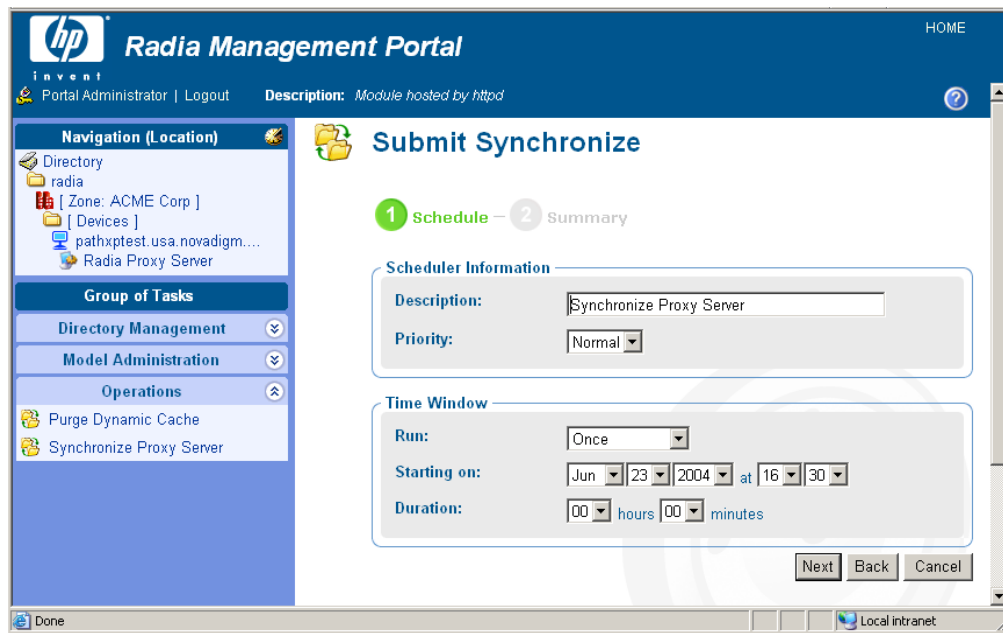 hp
invent
Radia Management Portal
HOME
Portal Administrator | Logout
Description: Module hosted by httpd
?
Navigation (Location)
Directory
radia
[ Zone: ACME Corp ]
[ Devices ]
pathxptest.usa.novadigm....
Radia Proxy Server
Group of Tasks
Directory Management
Model Administration
Operations
Purge Dynamic Cache
Synchronize Proxy Server
Submit Synchronize
1 Schedule – 2 Summary
Scheduler Information
Description: Synchronize Proxy Server
Priority: Normal
Time Window
Run: Once
Starting on: Jun 23 2004 at 16 30
Duration: 00 hours 00 minutes
Next Back Cancel
Done
Local intranet